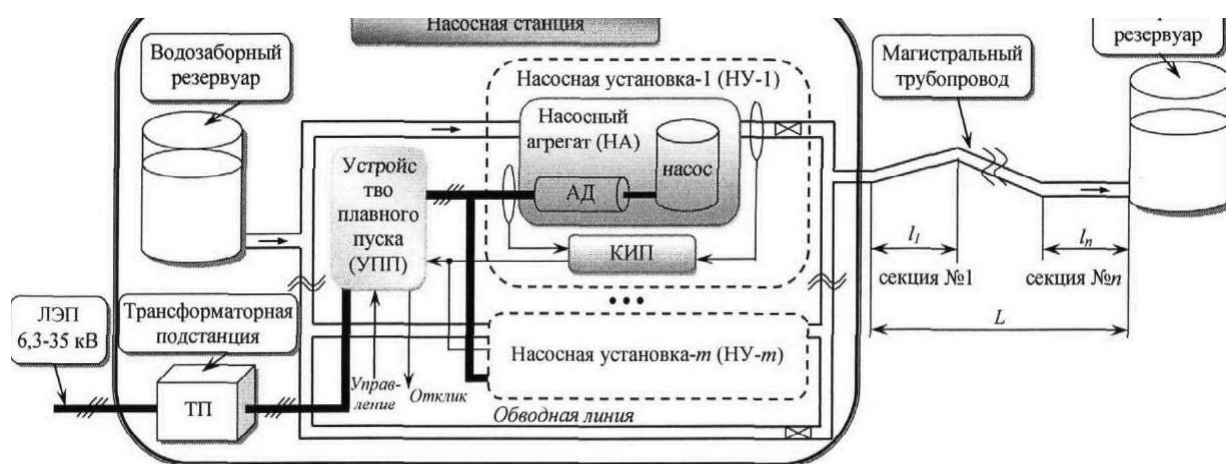 Насосная станция
Водозаборный
резервуар
Насосная установка-1 (НУ-1)
Насосный
агрегат (НА)
насос
АД
КИП
Устройс
тво
плавного
пуска
(УПП)
Магистральный
трубопровод
резервуар
l1
ln
секция №1
секция №n
L
ЛЭП
6,3-35 кВ
Трансформаторная
подстанция
ТП
Управ-
ление
Отклик
Насосная установка-m (НУ-m)
Обводная линия